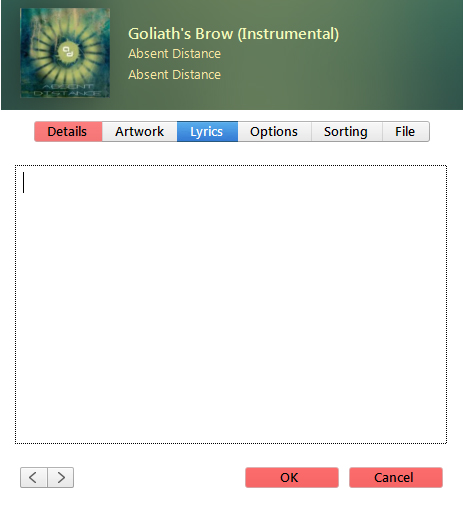 Goliath's Brow (Instrumental)
Absent Distance
Absent Distance
ABSENT
DISTANCE
Details Artwork Lyrics Options Sorting File
OK Cancel